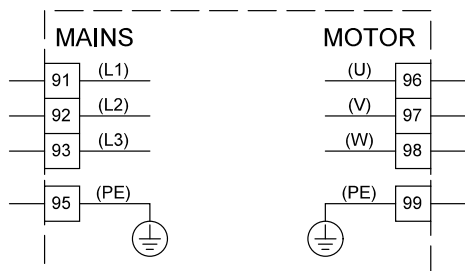 MAINS MOTOR
91 (L1) (U) 96
92 (L2) (V) 97
93 (L3) (W) 98
95 (PE) (PE) 99